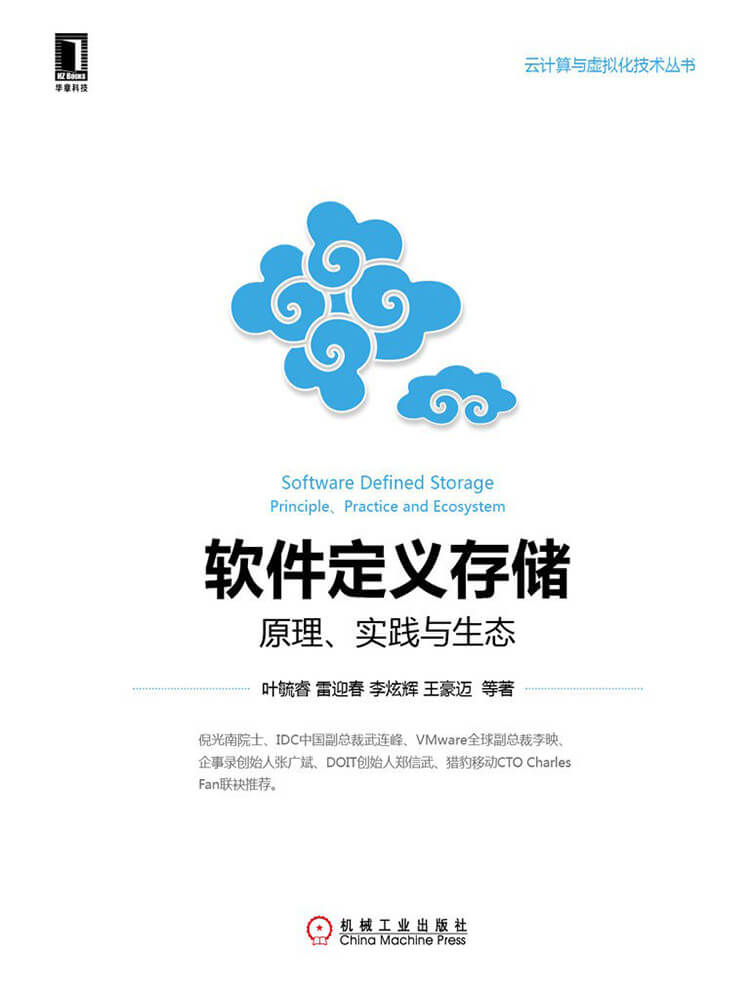 HZ Books
华章科技
云计算与虚拟化技术丛书
Software Defined Storage
Principle、Practice and Ecosystem
软件定义存储
原理、实践与生态
叶毓睿 雷迎春 李炫辉 王豪迈 等著
倪光南院士、IDC中国副总裁武连峰、VMware全球副总裁李映、
企事录创始人张广斌、DOIT创始人郑信武、猎豹移动CTO Charles
Fan联袂推荐。
机械工业出版社
China Machine Press